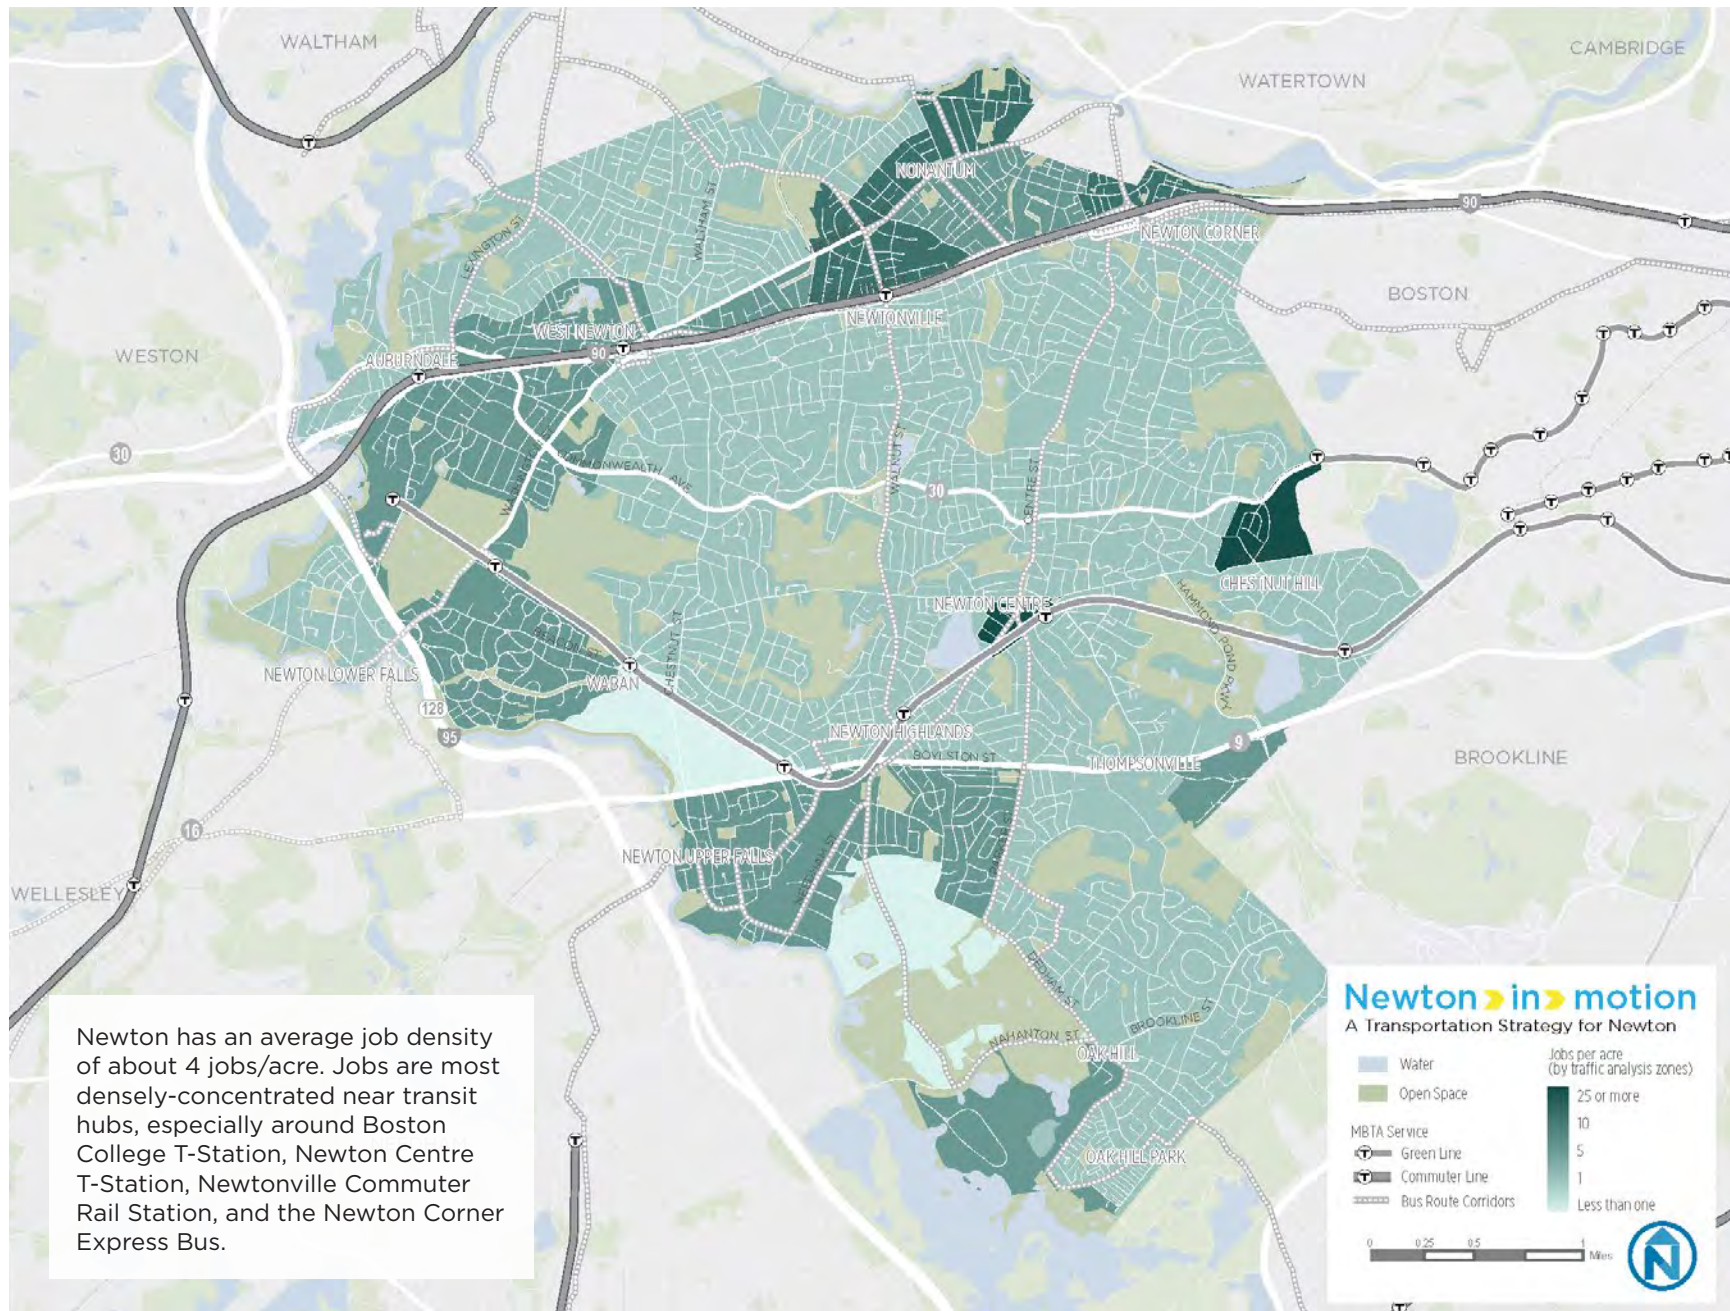 WALTHAM
CAMBRIDGE
WATERTOWN
NONANTUM
WALTHAM ST
LEXINGTON ST
90
NEWTON CORNER
BOSTON
NEWTONVILLE
WEST NEWTON
90
AUBURNDALE
WESTON
30
COMMONWEALTH AVE
WALNUT ST
30
CENTRE ST
CHESTNUT HILL
HAMMOND POND PKWY
NEWTON CENTRE
BEACON ST
CHESTNUT ST
WABAN
NEWTON LOWER FALLS
128
95
NEWTON HIGHLANDS
BOYLSTON ST
THOMPSONVILLE
9
BROOKLINE
16
NEWTON UPPER FALLS
WELLESLEY
DEDHAM ST
BROOKLINE ST
NAHANTON ST
OAK HILL
OAK HILL PARK
Newton has an average job density
of about 4 jobs/acre. Jobs are most
densely-concentrated near transit
hubs, especially around Boston
College T-Station, Newton Centre
T-Station, Newtonville Commuter
Rail Station, and the Newton Corner
Express Bus.
Newton in motion
A Transportation Strategy for Newton
Water
Open Space
MBTA Service
T Green Line
T Commuter Line
Bus Route Corridors
Jobs per acre
(by traffic analysis zones)
25 or more
10
5
1
Less than one
0 0.25 0.5 1 Miles
N